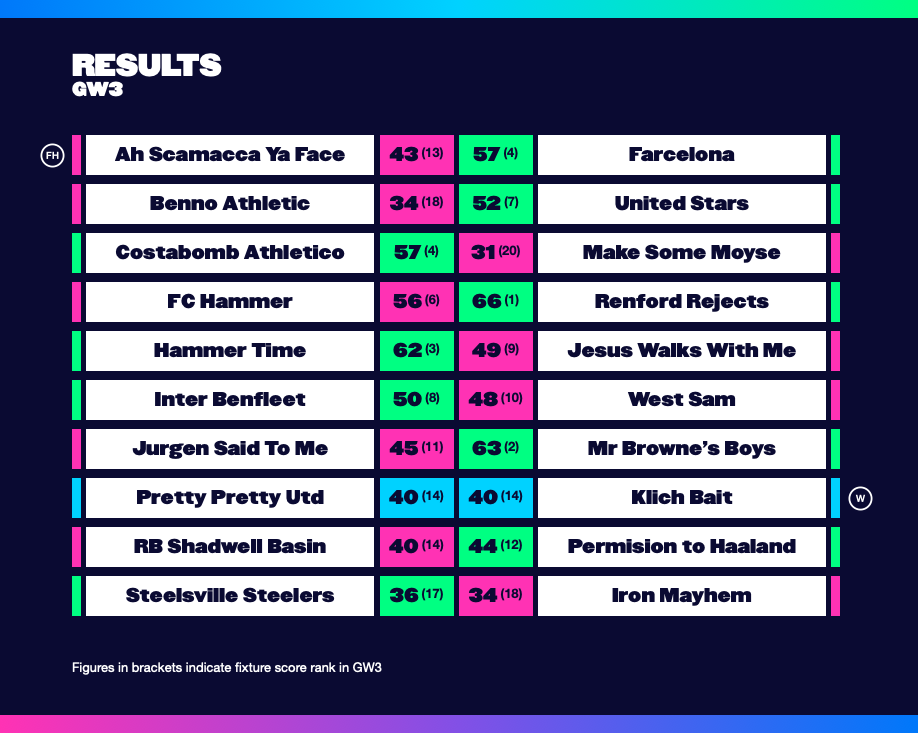 RESULTS
GW3
FH Ah Scamacca Ya Face 43 (13) 57 (4) Farcelona
Benno Athletic 34 (18) 52 (7) United Stars
Costabomb Athletico 57 (4) 31 (20) Make Some Moyse
FC Hammer 56 (6) 66 (1) Renford Rejects
Hammer Time 62 (3) 49 (9) Jesus Walks With Me
Inter Benfleet 50 (8) 48 (10) West Sam
Jurgen Said To Me 45 (11) 63 (2) Mr Browne’s Boys
Pretty Pretty Utd 40 (14) 40 (14) Klich Bait W
RB Shadwell Basin 40 (14) 44 (12) Permision to Haaland
Steelsville Steelers 36 (17) 34 (18) Iron Mayhem
Figures in brackets indicate fixture score rank in GW3